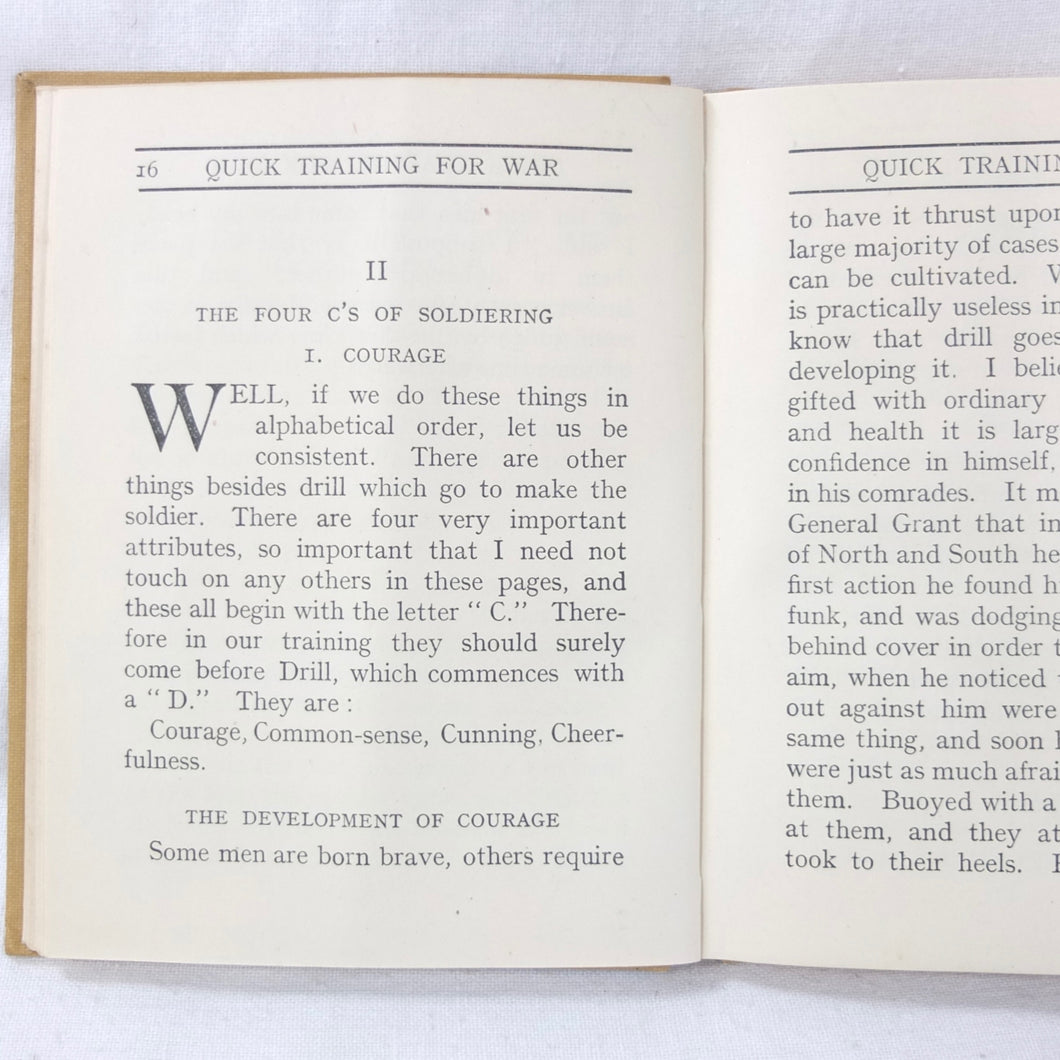 16 QUICK TRAINING FOR WAR
II
THE FOUR C'S OF SOLDIERING
I. COURAGE
WELL, if we do these things in
alphabetical order, let us be
consistent. There are other
things besides drill which go to make the
soldier. There are four very important
attributes, so important that I need not
touch on any others in these pages, and
these all begin with the letter "C." There-
fore in our training they should surely
come before Drill, which commences with
a "D." They are :
Courage, Common-sense, Cunning, Cheer-
fulness.
THE DEVELOPMENT OF COURAGE
Some men are born brave, others require
QUICK
to have it thrust
large majority of cases
can be cultivated.
is practically useless
know that drill goes
developing it. I
gifted with ordinary
and health it is
confidence in himself,
in his comrades. It
General Grant that
of North and South
first action he found
funk, and was dodging
behind cover in order
aim, when he noticed
out against him were
same thing, and soon
were just as much
them. Buoyed with a
at them, and they
took to their heels.